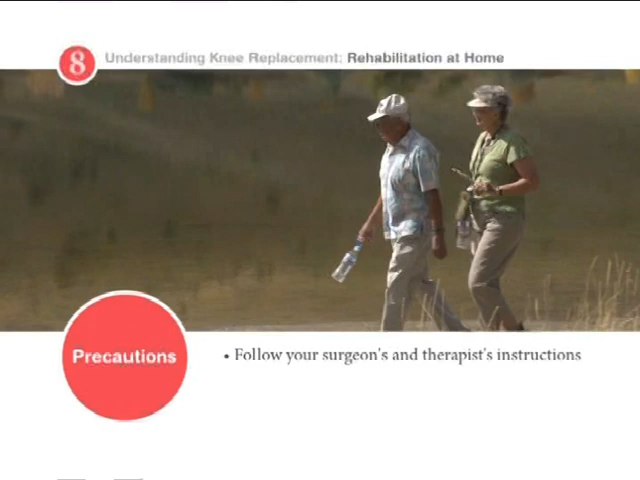 8
Understanding Knee Replacement: Rehabilitation at Home
Precautions
• Follow your surgeon's and therapist's instructions